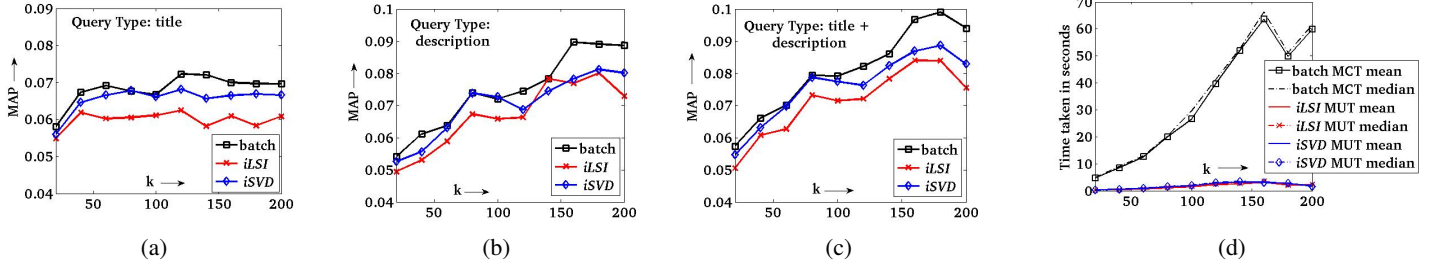 0.09
0.08
0.07
0.06
0.05
0.04
MAP
Query Type: title
k
batch
iLSI
iSVD
50
100
150
200
(a)
0.1
0.09
0.08
0.07
0.06
0.05
0.04
MAP
Query Type:
description
k
batch
iLSI
iSVD
50
100
150
200
(b)
0.1
0.09
0.08
0.07
0.06
0.05
0.04
MAP
Query Type: title +
description
k
batch
iLSI
iSVD
50
100
150
200
(c)
70
60
50
40
30
20
10
0
Time taken in seconds
batch MCT mean
batch MCT median
iLSI MUT mean
iLSI MUT median
iSVD MUT mean
iSVD MUT median
k
50
100
150
200
(d)